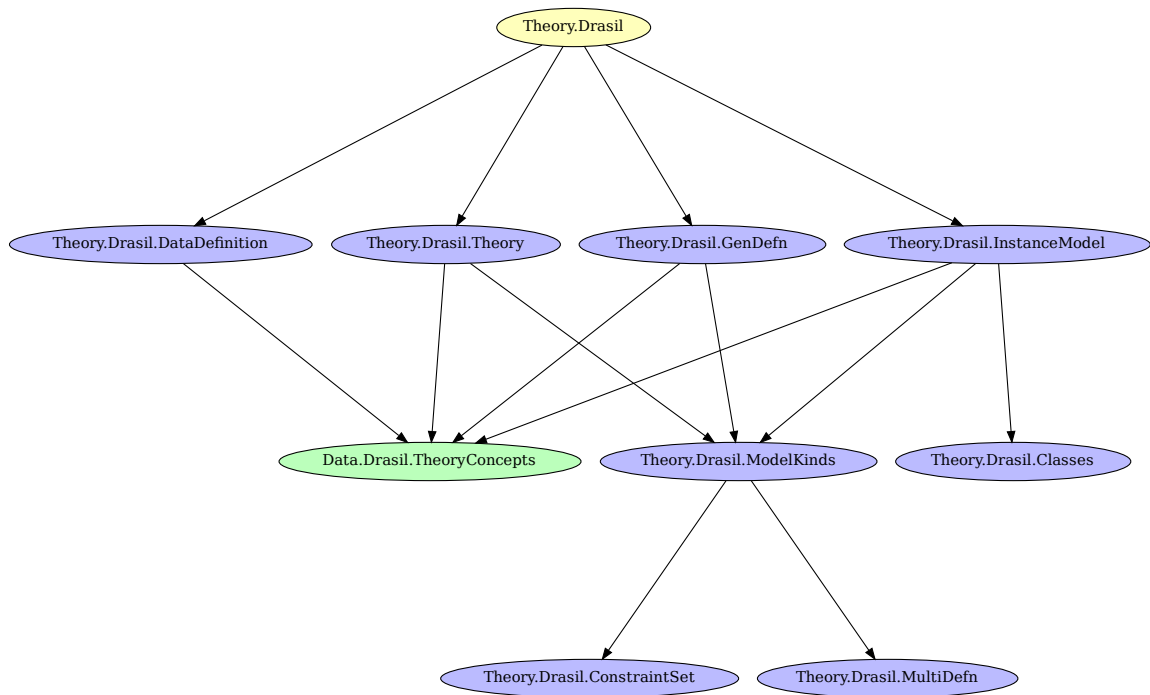 Theory.Drasil
Theory.Drasil.DataDefinition
Theory.Drasil.Theory
Theory.Drasil.GenDefn
Theory.Drasil.InstanceModel
Data.Drasil.TheoryConcepts
Theory.Drasil.ModelKinds
Theory.Drasil.Classes
Theory.Drasil.ConstraintSet
Theory.Drasil.MultiDefn